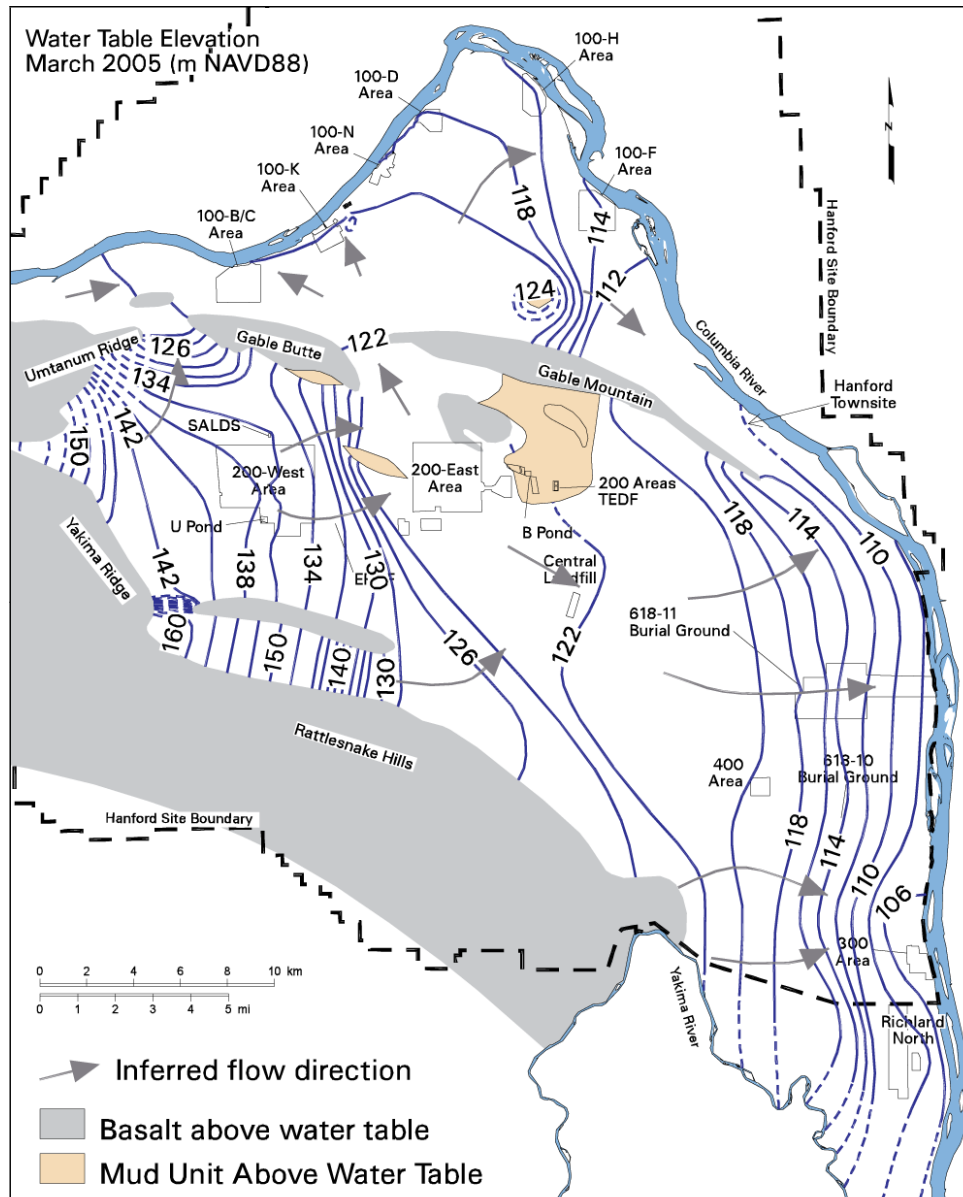 Water Table Elevation
March 2005 (m NAVD88)
100-H
Area
100-D
Area
100-N
Area
100-K
Area
100-F
Area
100-B/C
Area
N
118
114
112
124
122
Hanford Site Boundary
Columbia River
Umtanum Ridge
126
134
142
150
Gable Butte
Gable Mountain
Hanford
Townsite
SALDS
200-West
Area
200-East
Area
200 Areas
TEDF
U Pond
B Pond
Central
Landfill
Yakima Ridge
142
138
134
130
118
114
110
160
150
140
130
126
122
618-11
Burial Ground
Rattlesnake Hills
400
Area
618-10
Burial Ground
Hanford Site Boundary
118
114
110
106
300
Area
Yakima River
Richland
North
0 2 4 6 8 10 km
0 1 2 3 4 5 mi
Inferred flow direction
Basalt above water table
Mud Unit Above Water Table